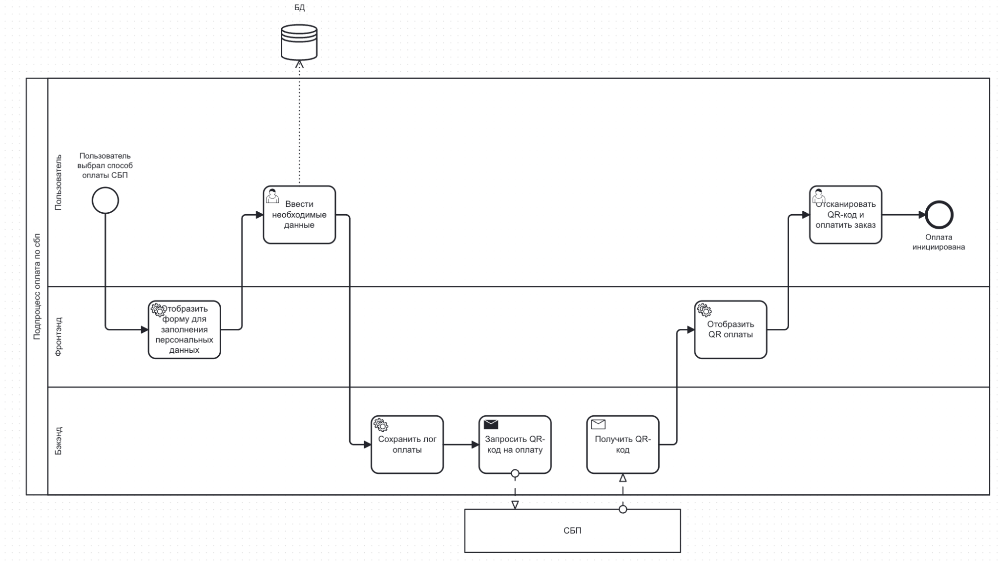 БД
Подпроцесс оплата по сбп
Пользователь
Пользователь
выбрал способ
оплаты СБП
Ввести
необходимые
данные
Отсканировать
QR-код и
оплатить заказ
Оплата
инициирована
Фронтэнд
Отобразить
форму для
заполнения
персональных
данных
Отобразить
QR оплаты
Бэкэнд
Сохранить лог
оплаты
Запросить QR-
код на оплату
Получить QR-
код
СБП